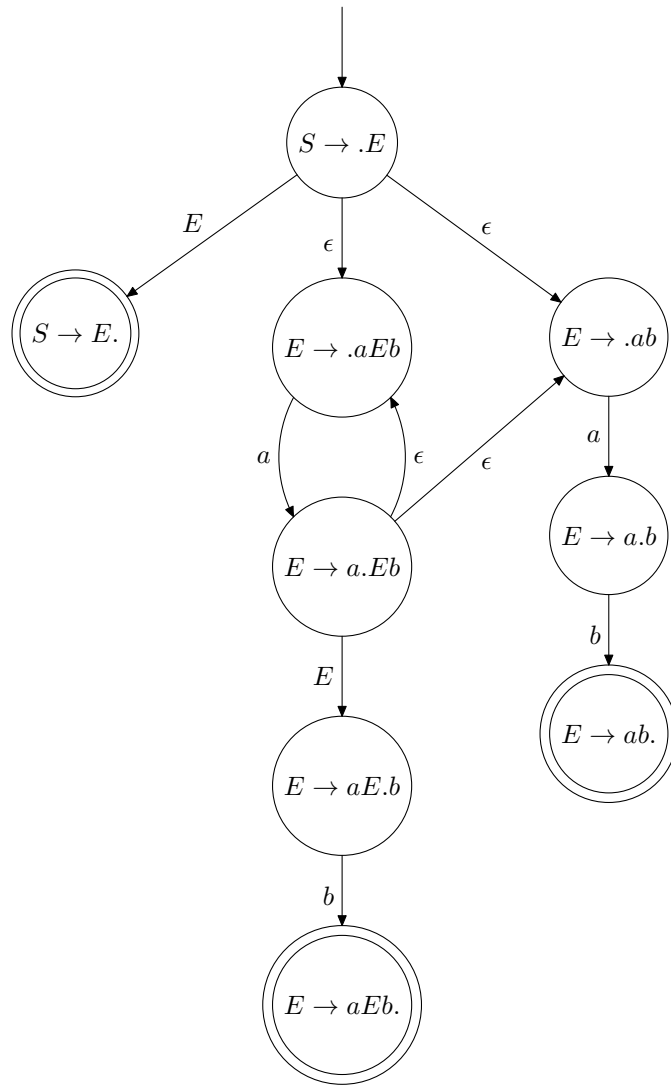 S → .E
E
ϵ
ϵ
S → E.
E → .aEb
E → .ab
a
ϵ
ϵ
a
E → a.Eb
E → a.b
E
b
E → aE.b
E → ab.
b
E → aEb.